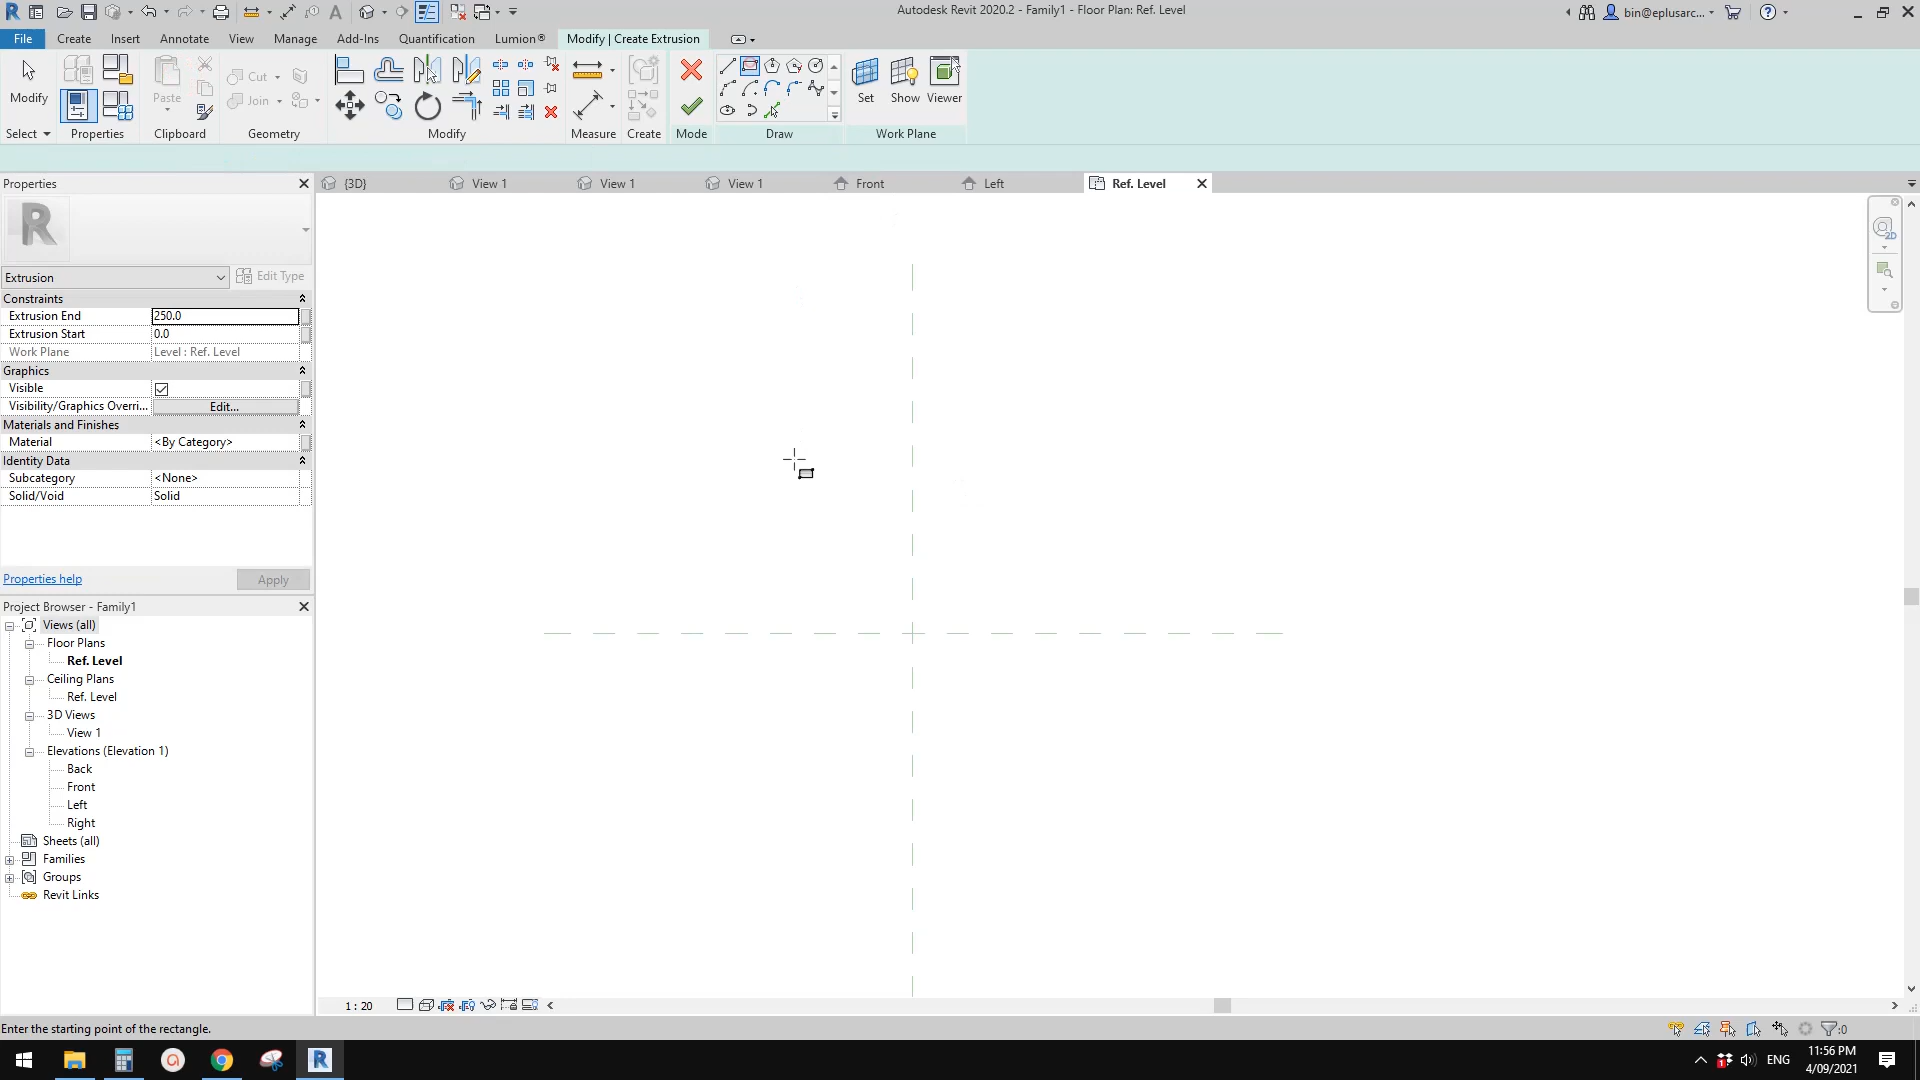 Autodesk Revit 2020.2 - Family1 - Floor Plan: Ref. Level
bin@eplusarc...
File Create Insert Annotate View Manage Add-Ins Quantification Lumion® Modify | Create Extrusion
Modify
Paste
Cut
Join
Set
Show
Viewer
Select
Properties
Clipboard
Geometry
Modify
Measure
Create
Mode
Draw
Work Plane
Properties
{3D}
View 1
View 1
View 1
Front
Left
Ref. Level
R
Extrusion
Edit Type
Constraints
Extrusion End 250.0
Extrusion Start 0.0
Work Plane Level : Ref. Level
Graphics
Visible
Visibility/Graphics Overri... Edit...
Materials and Finishes
Material <By Category>
Identity Data
Subcategory <None>
Solid/Void Solid
Properties help
Apply
Project Browser - Family1
Views (all)
Floor Plans
Ref. Level
Ceiling Plans
Ref. Level
3D Views
View 1
Elevations (Elevation 1)
Back
Front
Left
Right
Sheets (all)
Families
Groups
Revit Links
2D
1 : 20
Enter the starting point of the rectangle.
:0
ENG
11:56 PM
4/09/2021